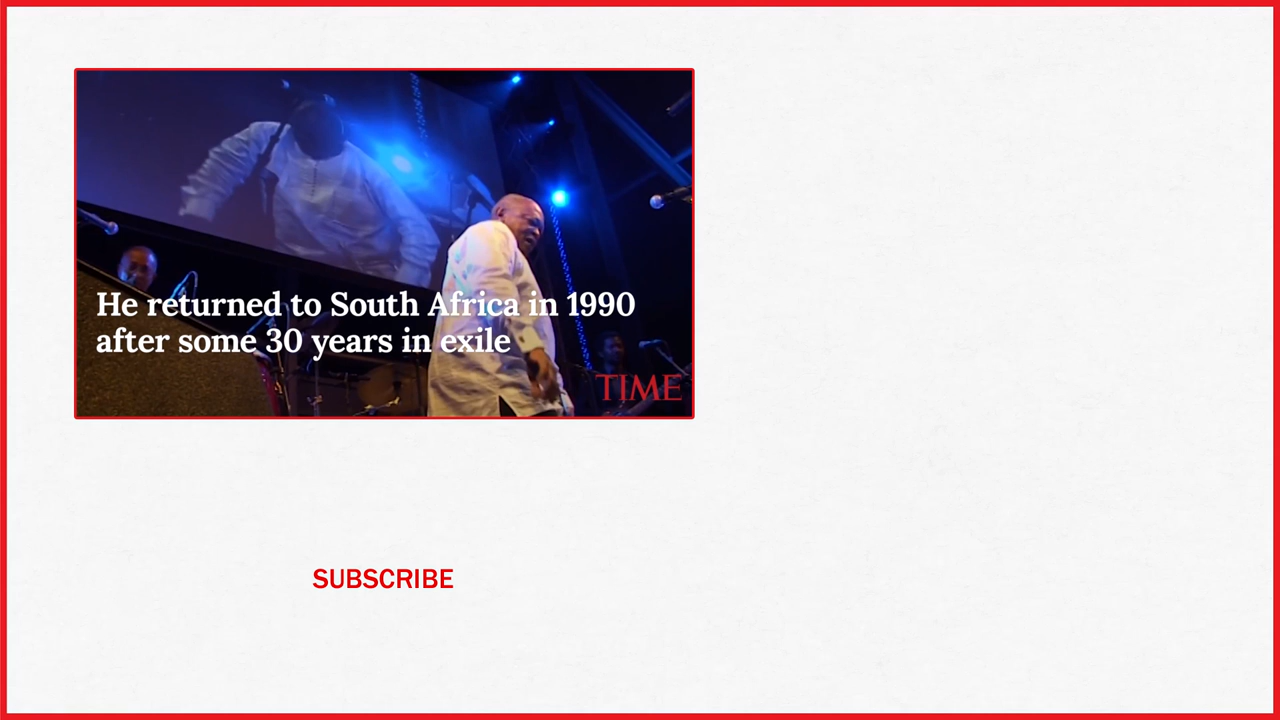 He returned to South Africa in 1990
after some 30 years in exile
TIME
SUBSCRIBE